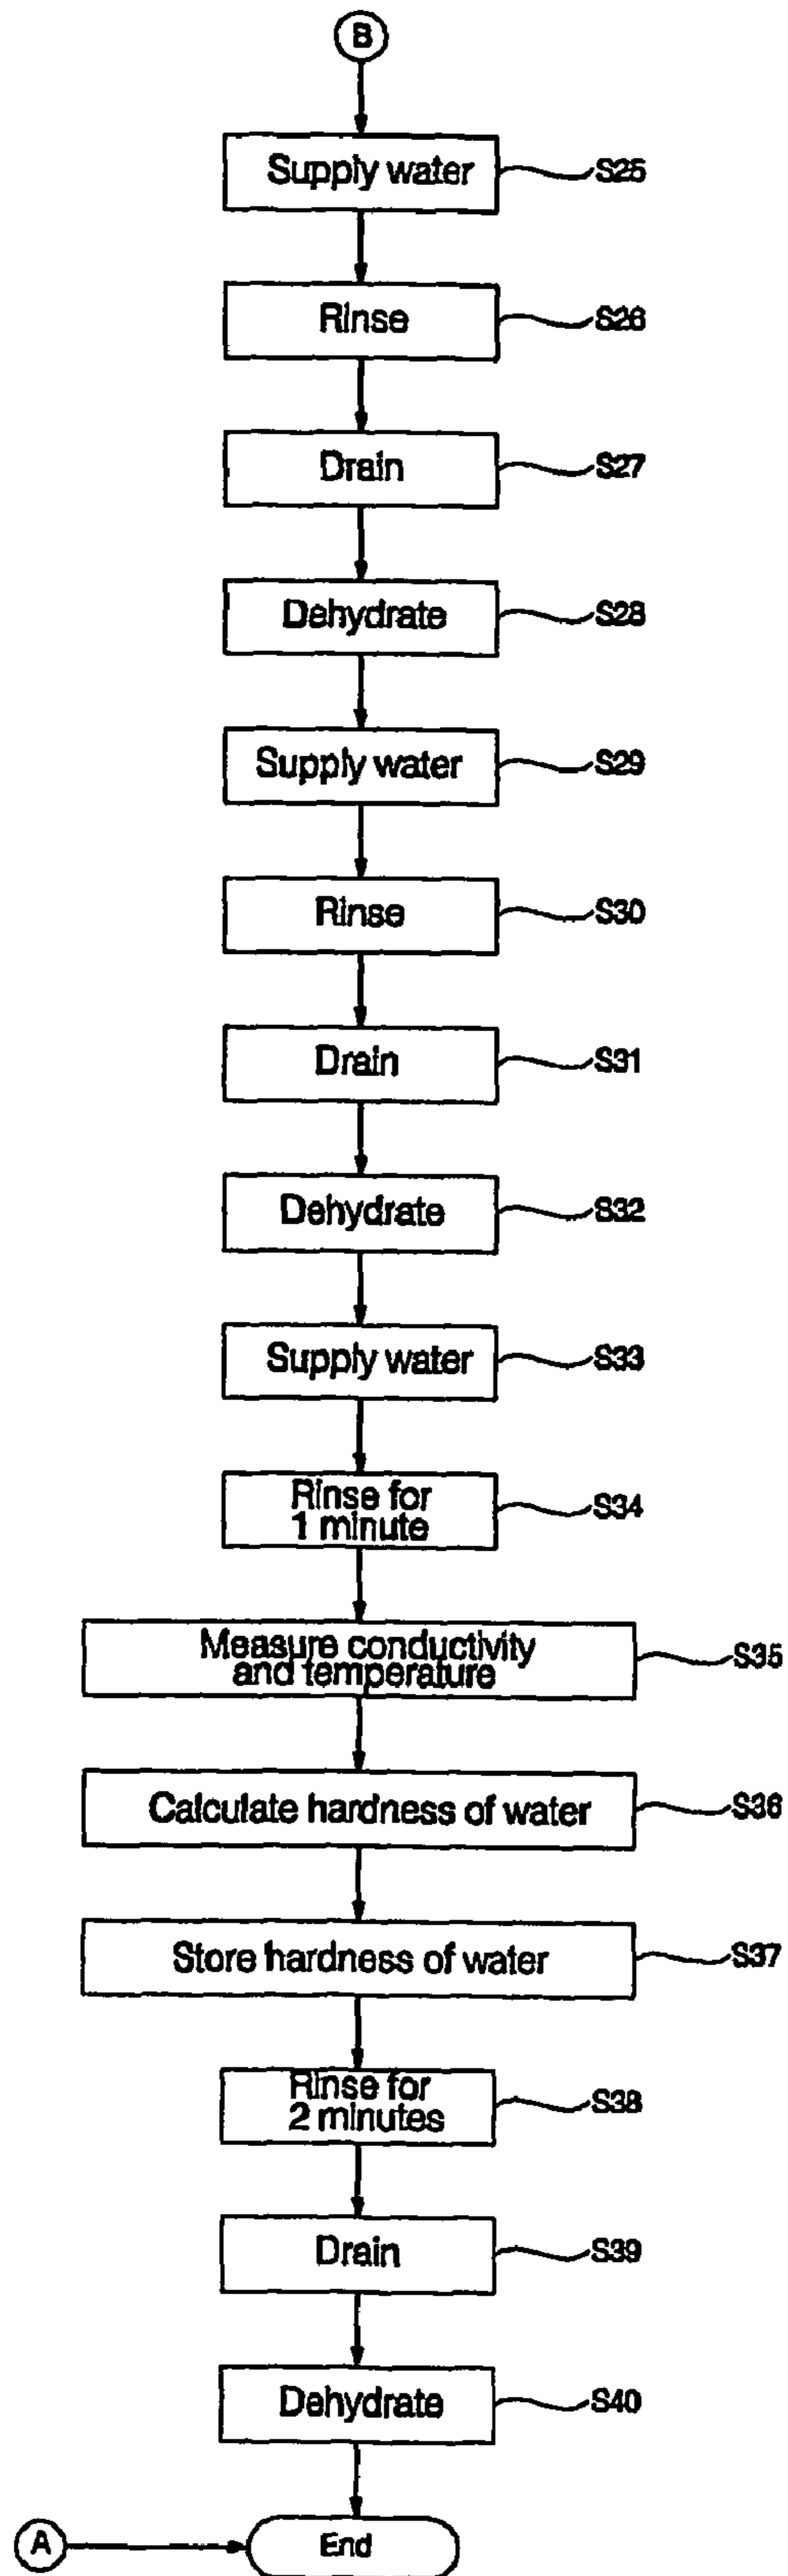 B
Supply water S25
Rinse S26
Drain S27
Dehydrate S28
Supply water S29
Rinse S30
Drain S31
Dehydrate S32
Supply water S33
Rinse for
1 minute S34
Measure conductivity
and temperature S35
Calculate hardness of water S36
Store hardness of water S37
Rinse for
2 minutes S38
Drain S39
Dehydrate S40
A End